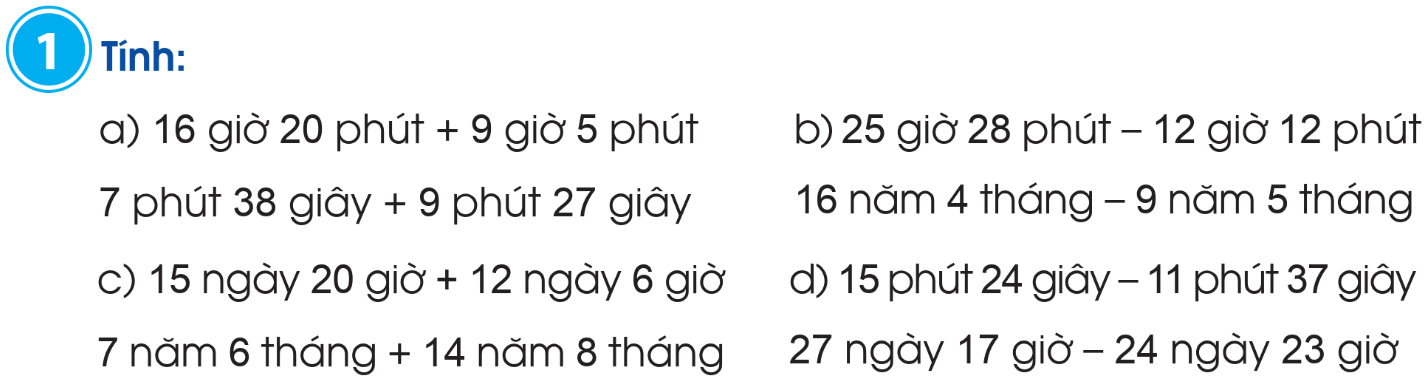 1 Tính:
a) 16 giờ 20 phút + 9 giờ 5 phút
7 phút 38 giây + 9 phút 27 giây
b) 25 giờ 28 phút – 12 giờ 12 phút
16 năm 4 tháng – 9 năm 5 tháng
c) 15 ngày 20 giờ + 12 ngày 6 giờ
7 năm 6 tháng + 14 năm 8 tháng
d) 15 phút 24 giây – 11 phút 37 giây
27 ngày 17 giờ – 24 ngày 23 giờ